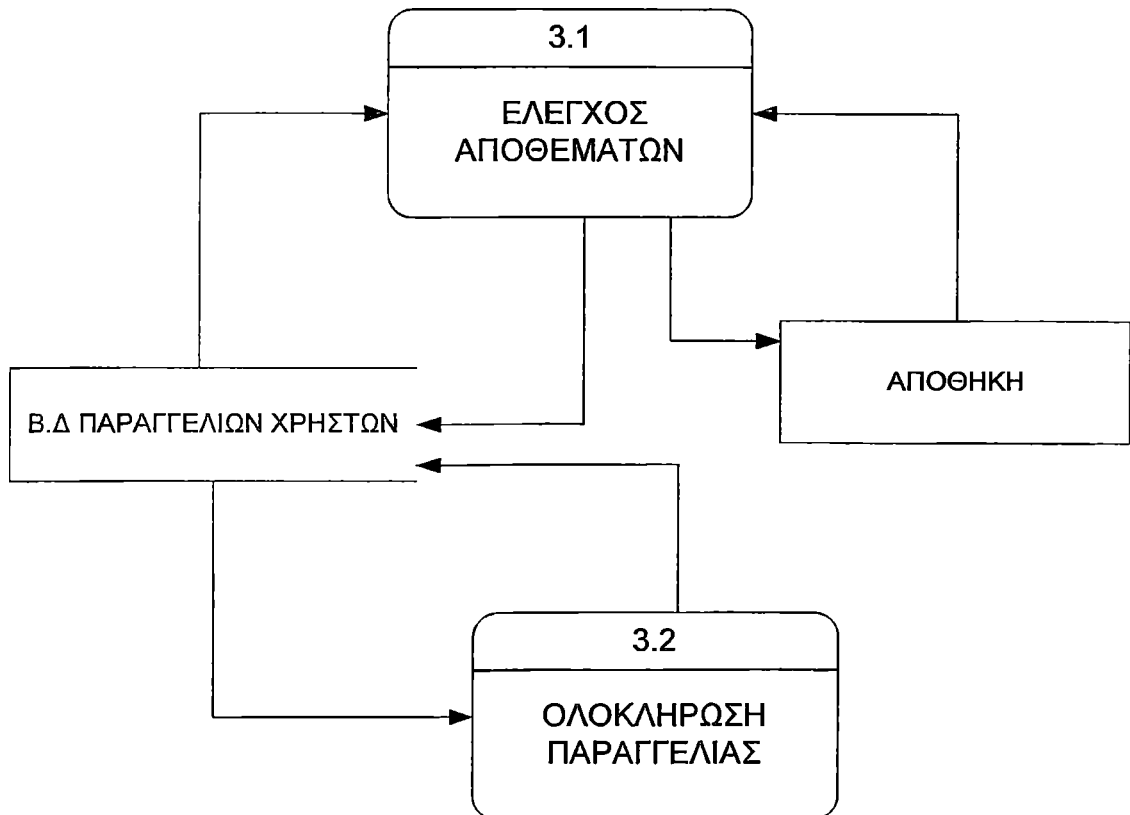 3.1
ΕΛΕΓΧΟΣ
ΑΠΟΘΕΜΑΤΩΝ
ΑΠΟΘΗΚΗ
Β.Δ ΠΑΡΑΓΓΕΛΙΩΝ ΧΡΗΣΤΩΝ
3.2
ΟΛΟΚΛΗΡΩΣΗ
ΠΑΡΑΓΓΕΛΙΑΣ